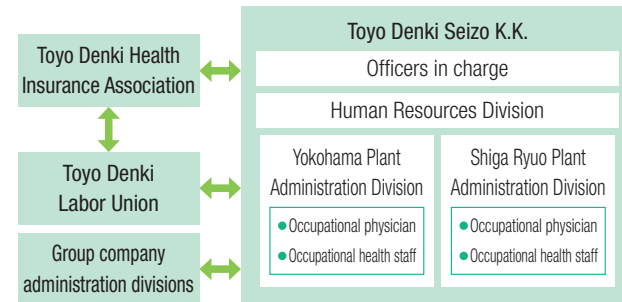 Toyo Denki Health
Insurance Association
Toyo Denki
Labor Union
Group company
administration divisions
Toyo Denki Seizo K.K.
Officers in charge
Human Resources Division
Yokohama Plant
Administration Division
● Occupational physician
● Occupational health staff
Shiga Ryuo Plant
Administration Division
● Occupational physician
● Occupational health staff